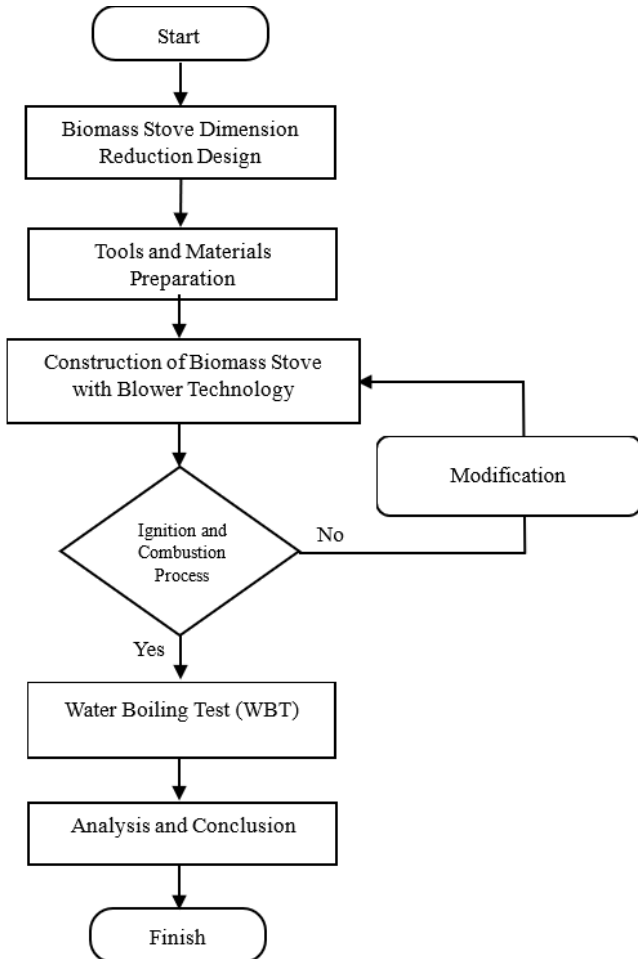 Start
Biomass Stove Dimension
Reduction Design
Tools and Materials
Preparation
Construction of Biomass Stove
with Blower Technology
Modification
Ignition and
Combustion
Process
No
Yes
Water Boiling Test (WBT)
Analysis and Conclusion
Finish